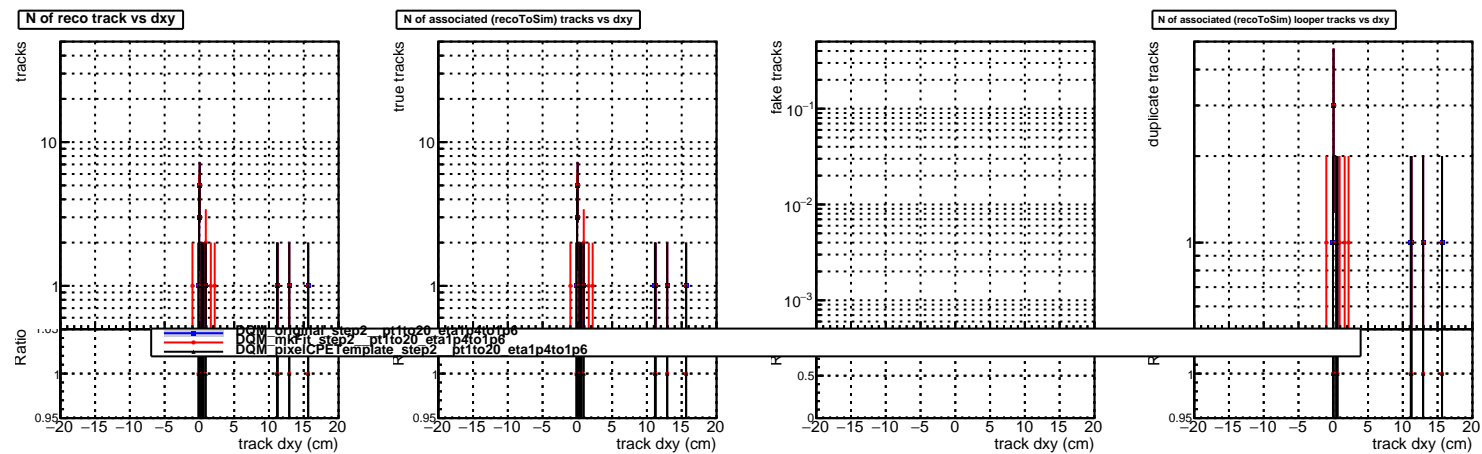 N of reco track vs dxy
tracks
10
1
1.05
Ratio
1
0.95
−20 −15 −10 −5 0 5 10 15 20
track dxy (cm)
N of associated (recoToSim) tracks vs dxy
true tracks
10
1
1
0.95
−20 −15 −10 −5 0 5 10 15 20
track dxy (cm)
fake tracks
10−1
10−2
10−3
0.5
0
−20 −15 −10 −5 0 5 10 15 20
track dxy (cm)
N of associated (recoToSim) looper tracks vs dxy
duplicate tracks
1
1
0.95
−20 −15 −10 −5 0 5 10 15 20
track dxy (cm)
DQM_original_step2__pt1to20_eta1p4to1p6
DQM_mkFit_step2__pt1to20_eta1p4to1p6
DQM_pixelCPETemplate_step2__pt1to20_eta1p4to1p6